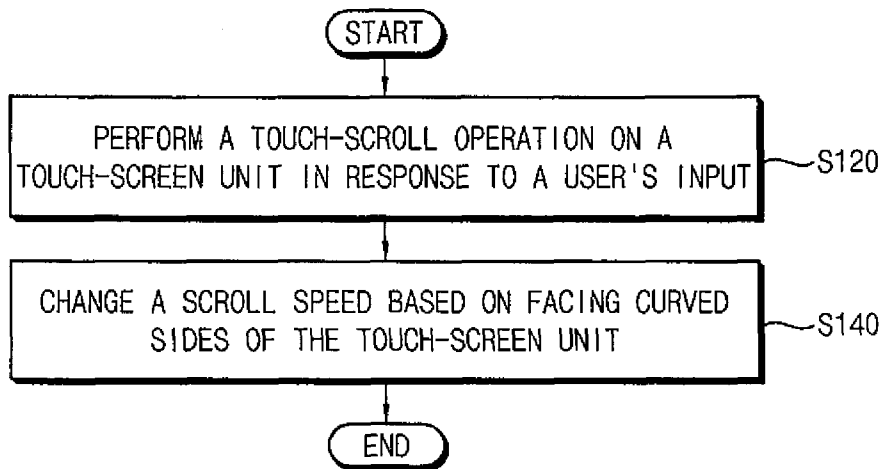 START
PERFORM A TOUCH-SCROLL OPERATION ON A
TOUCH-SCREEN UNIT IN RESPONSE TO A USER'S INPUT
S120
CHANGE A SCROLL SPEED BASED ON FACING CURVED
SIDES OF THE TOUCH-SCREEN UNIT
S140
END